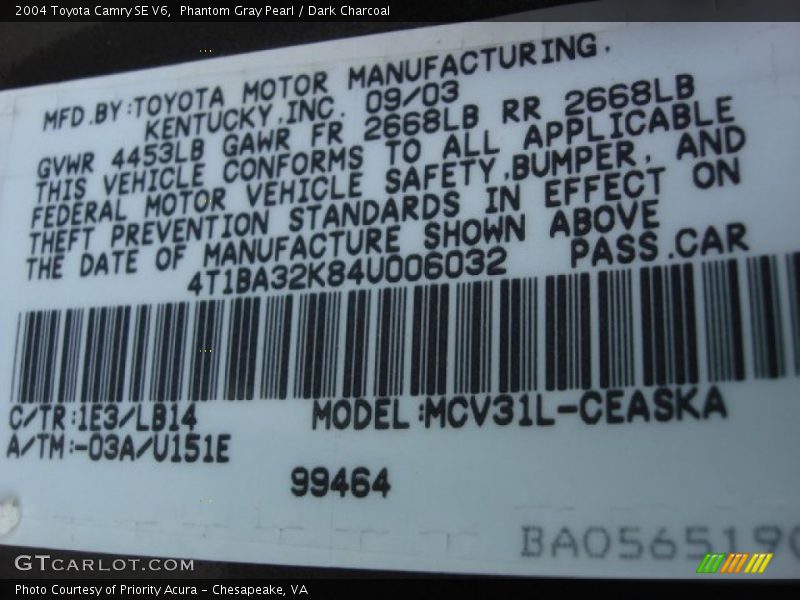 2004 Toyota Camry SE V6,  Phantom Gray Pearl / Dark Charcoal
MFD.BY:TOYOTA MOTOR MANUFACTURING.
KENTUCKY,INC. 09/03
GVWR 4453LB GAWR FR 2668LB RR 2668LB
THIS VEHICLE CONFORMS TO ALL APPLICABLE
FEDERAL MOTOR VEHICLE SAFETY,BUMPER, AND
THEFT PREVENTION STANDARDS IN EFFECT ON
THE DATE OF MANUFACTURE SHOWN ABOVE
4T1BA32K84U006032 PASS.CAR
C/TR:1E3/LB14 MODEL:MCV31L-CEASKA
A/TM:-03A/U151E
99464
BA0565190
GTCARLOT.COM
Photo Courtesy of Priority Acura – Chesapeake, VA